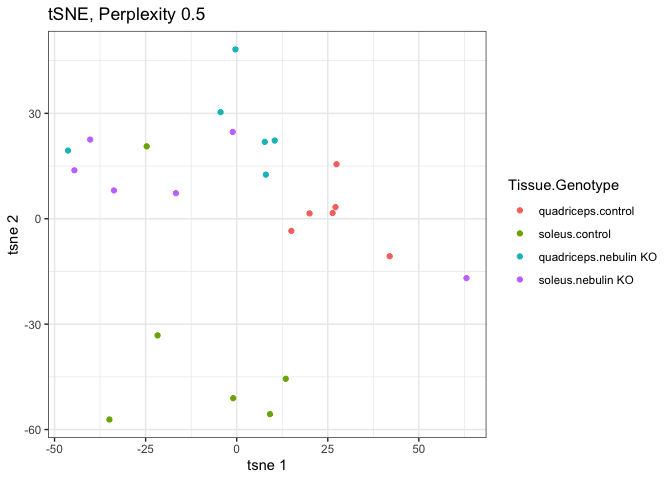 tSNE, Perplexity 0.5
tsne 2
30
0
-30
-60
-50
-25
0
25
50
tsne 1
Tissue.Genotype
quadriceps.control
soleus.control
quadriceps.nebulin KO
soleus.nebulin KO